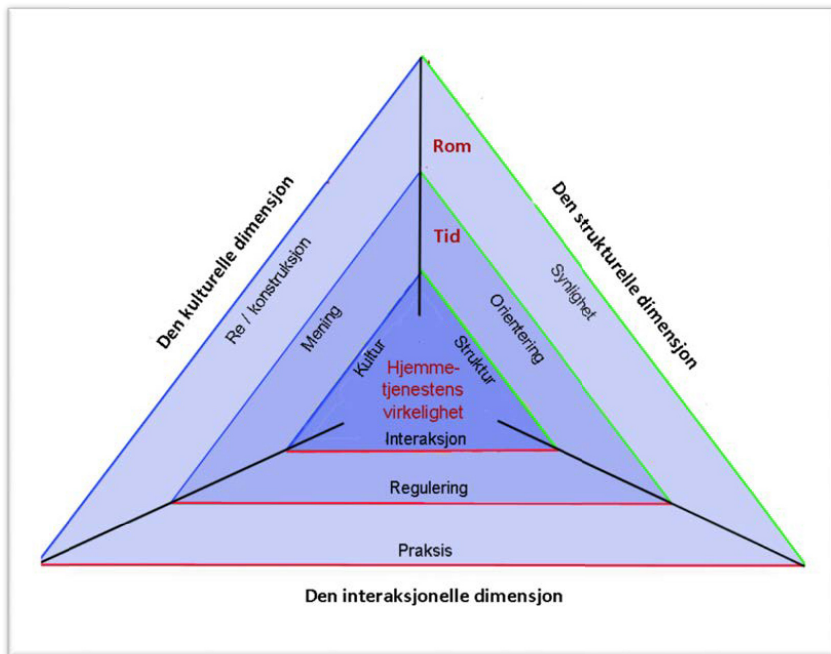 Rom
Tid
Den kulturelle dimensjon
Re / konstruksjon
Mening
Kultur
Den strukturelle dimensjon
Synlighet
Orientering
Struktur
Hjemme-
tjenestens
virkelighet
Interaksjon
Regulering
Praksis
Den interaksjonelle dimensjon